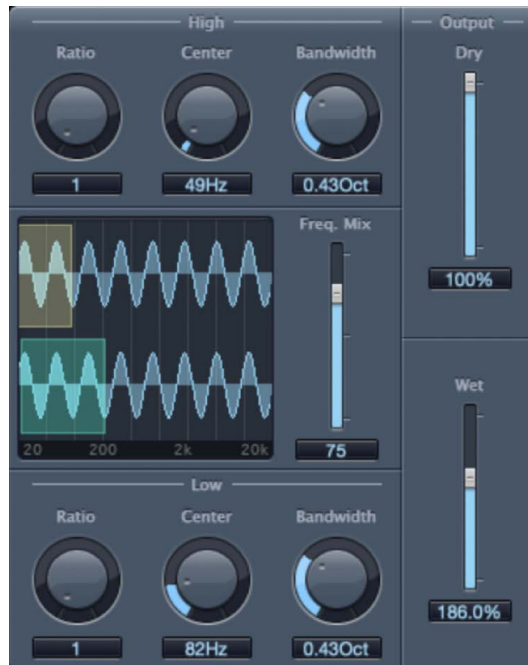 High
Ratio
Center
Bandwidth
1
49Hz
0.43Oct
Output
Dry
100%
Freq. Mix
20
200
2k
20k
75
Wet
186.0%
Low
Ratio
Center
Bandwidth
1
82Hz
0.43Oct